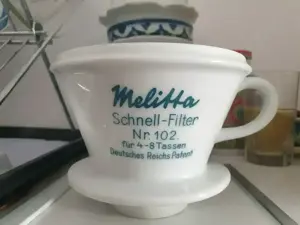 Melitta
Schnell-Filter
Nr. 102.
für 4-8 Tassen
Deutsches Reichs Patent